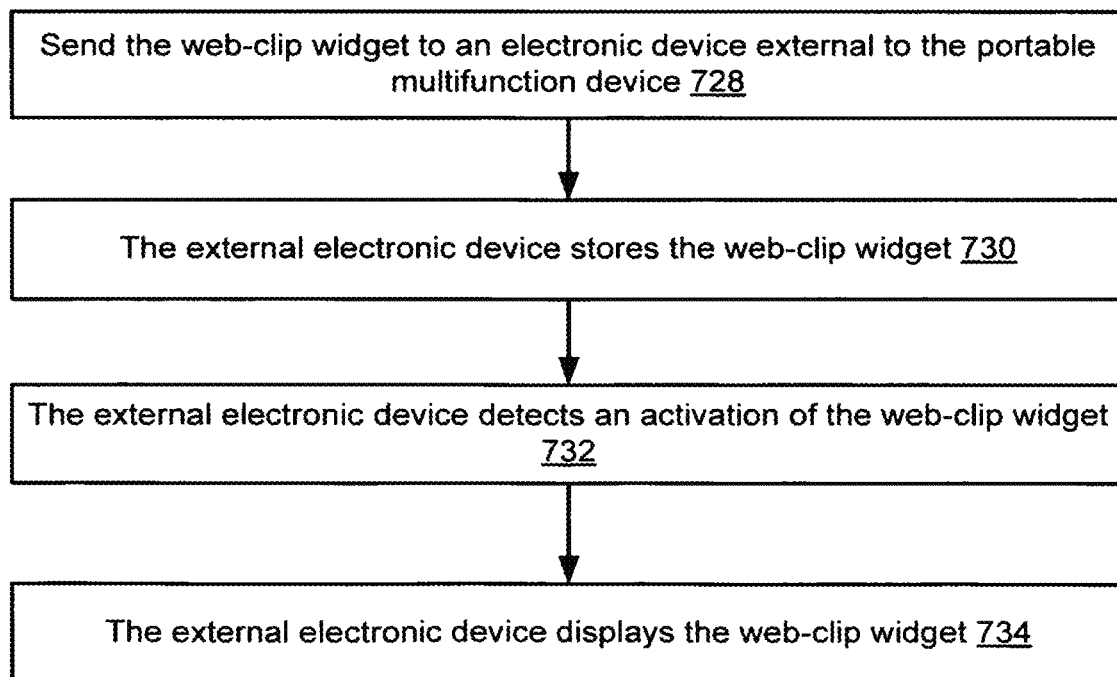 Send the web-clip widget to an electronic device external to the portable
multifunction device 728
The external electronic device stores the web-clip widget 730
The external electronic device detects an activation of the web-clip widget
732
The external electronic device displays the web-clip widget 734